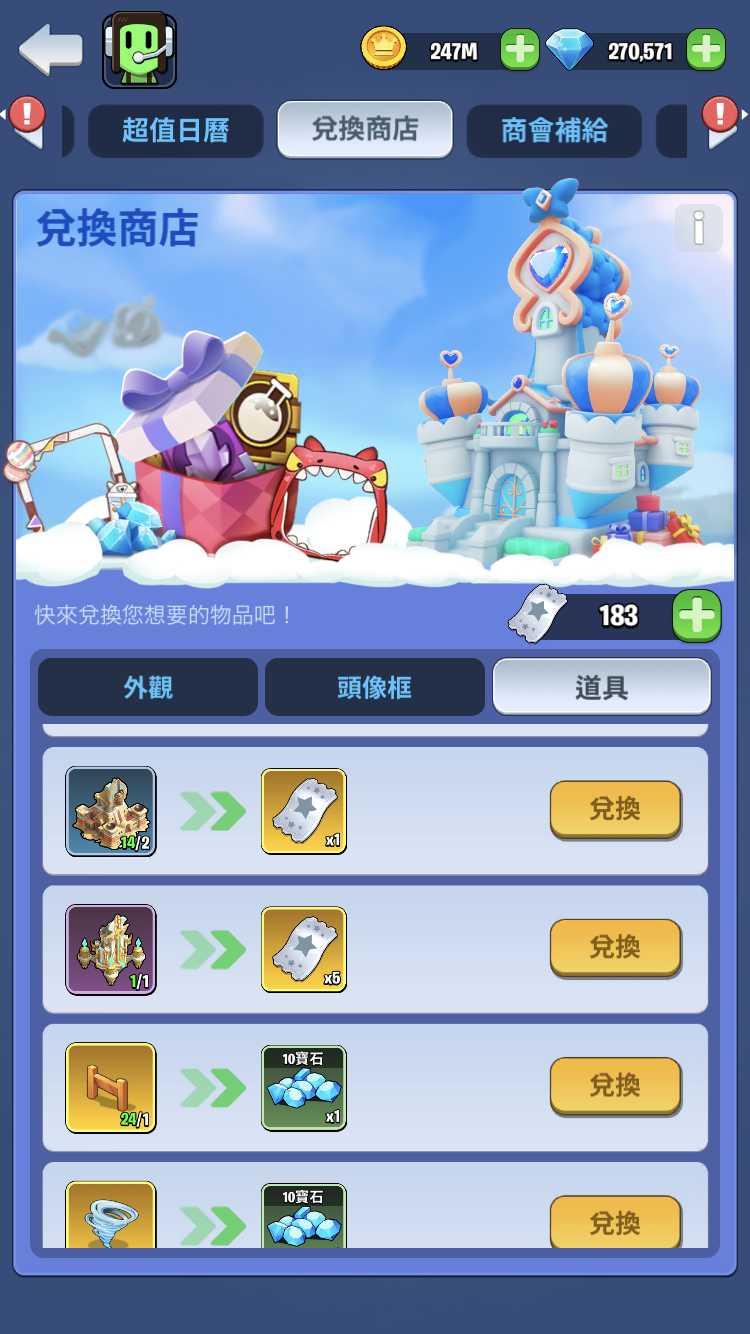 247M
270,571
超值日曆
兌換商店
商會補給
兌換商店
快來兌換您想要的物品吧！
183
外觀
頭像框
道具
14/2
x1
兌換
1/1
x5
兌換
10寶石
24/1
x1
兌換
10寶石
兌換